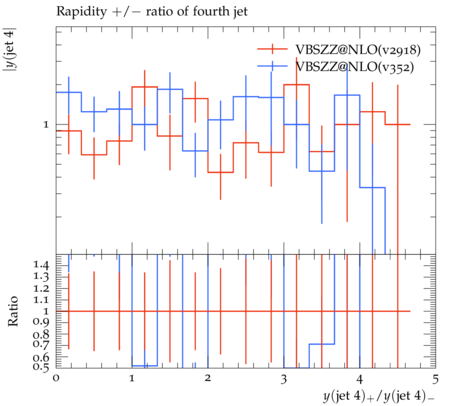 Rapidity +/− ratio of fourth jet
|y(jet 4|
VBSZZ@NLO(v2918)
VBSZZ@NLO(v352)
1
Ratio
1.4
1.3
1.2
1.1
1
0.9
0.8
0.7
0.6
0.5
0 1 2 3 4 5
y(jet 4)₊/y(jet 4)₋